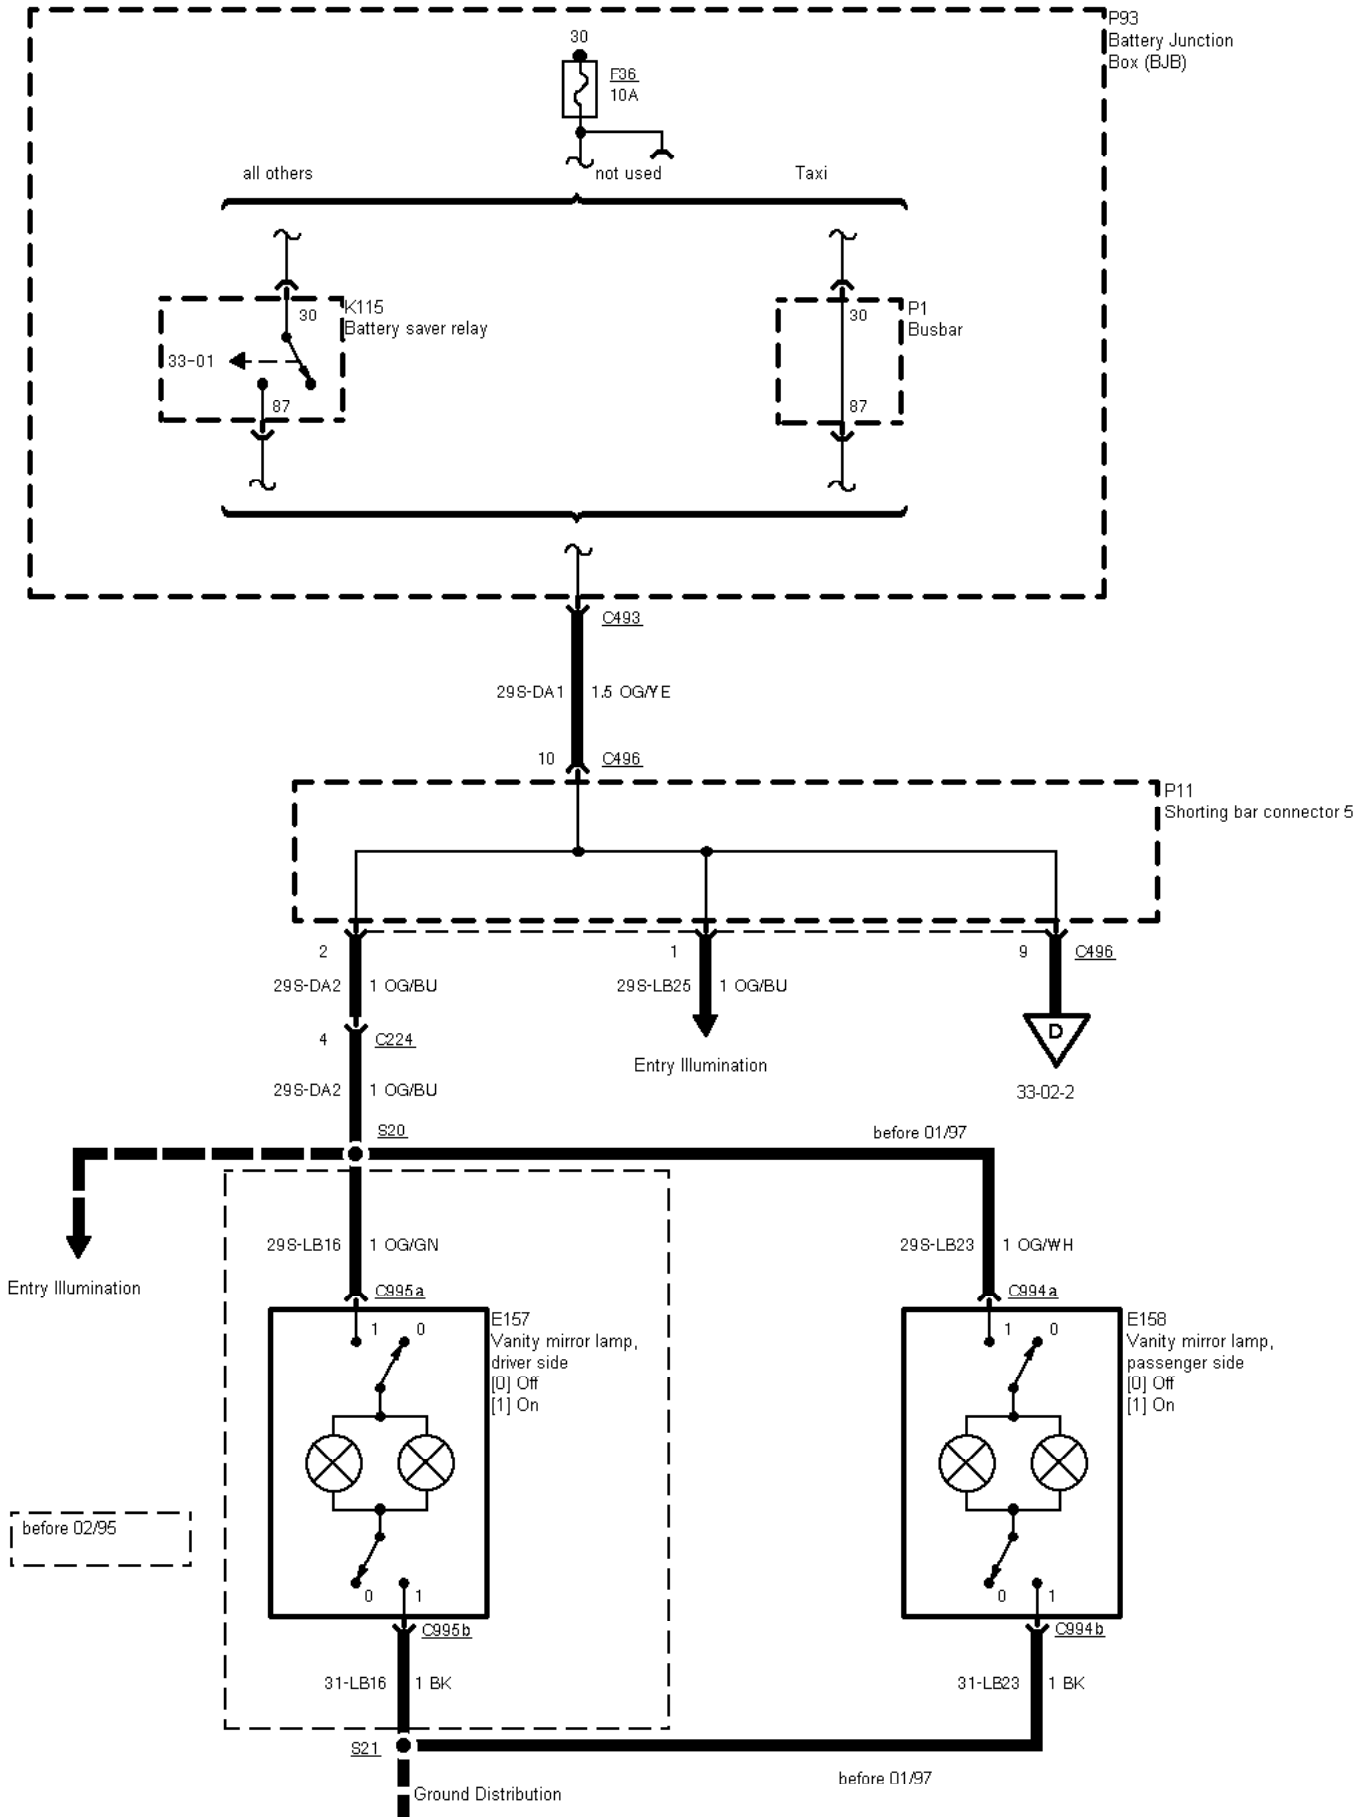 P93
Battery Junction
Box (BJB)
30
F36
10A
all others
not used
Taxi
K115
Battery saver relay
30
33-01
87
P1
Busbar
30
87
C493
29S-DA1
1.5 OG/YE
10
C496
P11
Shorting bar connector 5
2
1
9
C496
29S-DA2
1 OG/BU
29S-LB25
1 OG/BU
D
4
C224
Entry Illumination
29S-DA2
1 OG/BU
33-02-2
S20
before 01/97
29S-LB16
1 OG/GN
29S-LB23
1 OG/WH
Entry Illumination
C995a
C994a
1
0
E157
Vanity mirror lamp,
driver side
[0] Off
[1] On
1
0
E158
Vanity mirror lamp,
passenger side
[0] Off
[1] On
before 02/95
0
1
0
1
C995b
C994b
31-LB16
1 BK
31-LB23
1 BK
S21
before 01/97
Ground Distribution